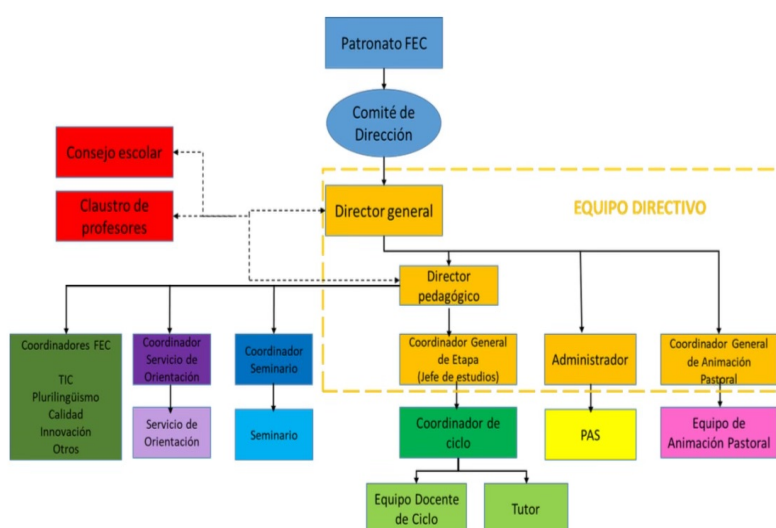 Patronato FEC
Comité de
Dirección
Consejo escolar
Claustro de
profesores
Director general
EQUIPO DIRECTIVO
Director
pedagógico
Coordinadores FEC
TIC
Plurilingüismo
Calidad
Innovación
Otros
Coordinador
Servicio de
Orientación
Coordinador
Seminario
Coordinador General
de Etapa
(Jefe de estudios)
Administrador
Coordinador General
de Animación
Pastoral
Servicio de
Orientación
Seminario
Coordinador de
ciclo
PAS
Equipo de
Animación Pastoral
Equipo Docente
de Ciclo
Tutor